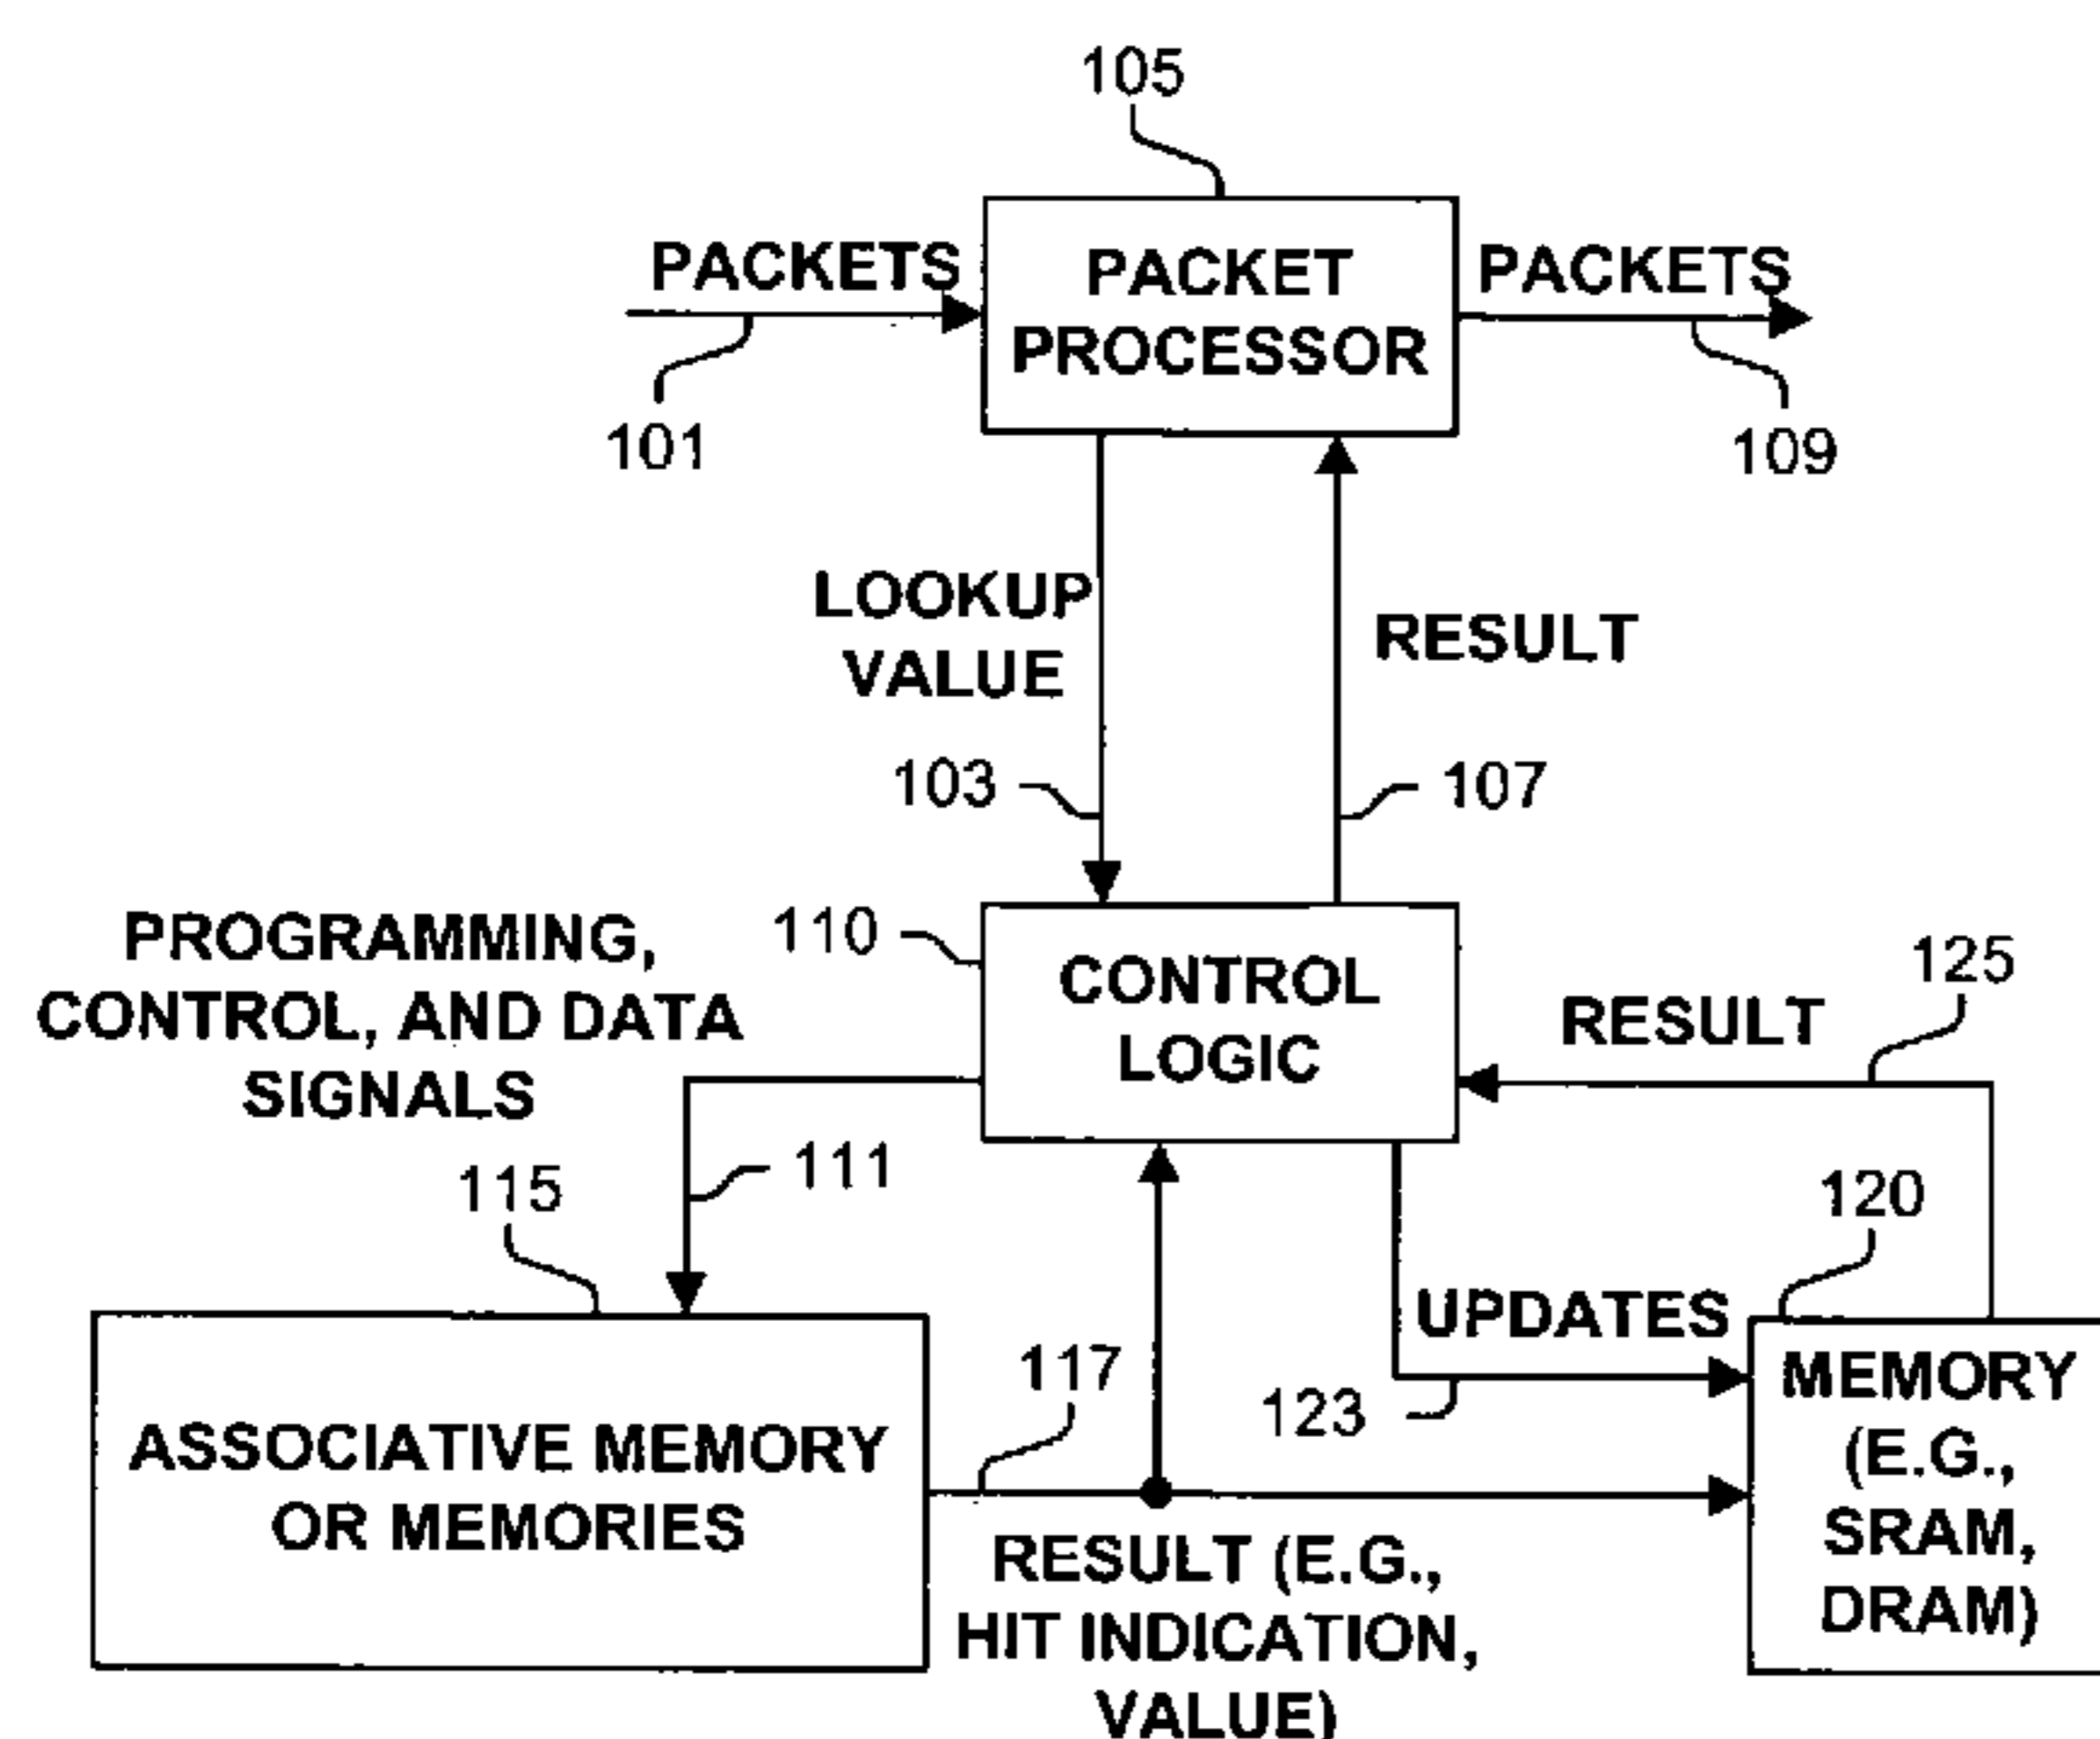 105
PACKETS
PACKET
PROCESSOR
PACKETS
101
109
LOOKUP
VALUE
RESULT
103
107
PROGRAMMING,
CONTROL, AND DATA
SIGNALS
110
CONTROL
LOGIC
RESULT
125
111
115
120
UPDATES
117
123
ASSOCIATIVE MEMORY
OR MEMORIES
MEMORY
(E.G.,
SRAM,
DRAM)
RESULT (E.G.,
HIT INDICATION,
VALUE)